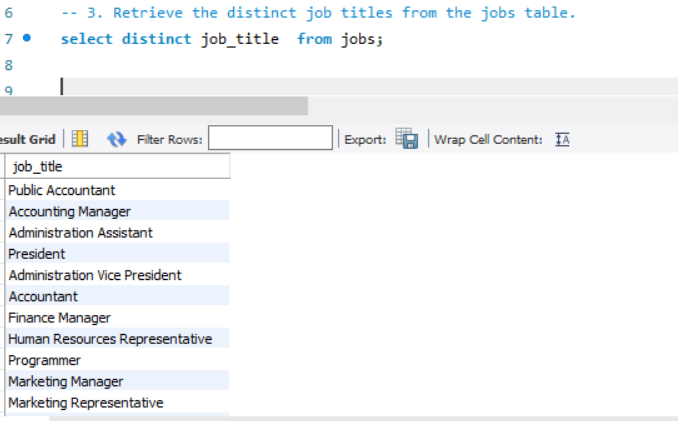 6 -- 3. Retrieve the distinct job titles from the jobs table.
7 select distinct job_title from jobs;
8
9
esult Grid Filter Rows: Export: Wrap Cell Content:
job_title
Public Accountant
Accounting Manager
Administration Assistant
President
Administration Vice President
Accountant
Finance Manager
Human Resources Representative
Programmer
Marketing Manager
Marketing Representative